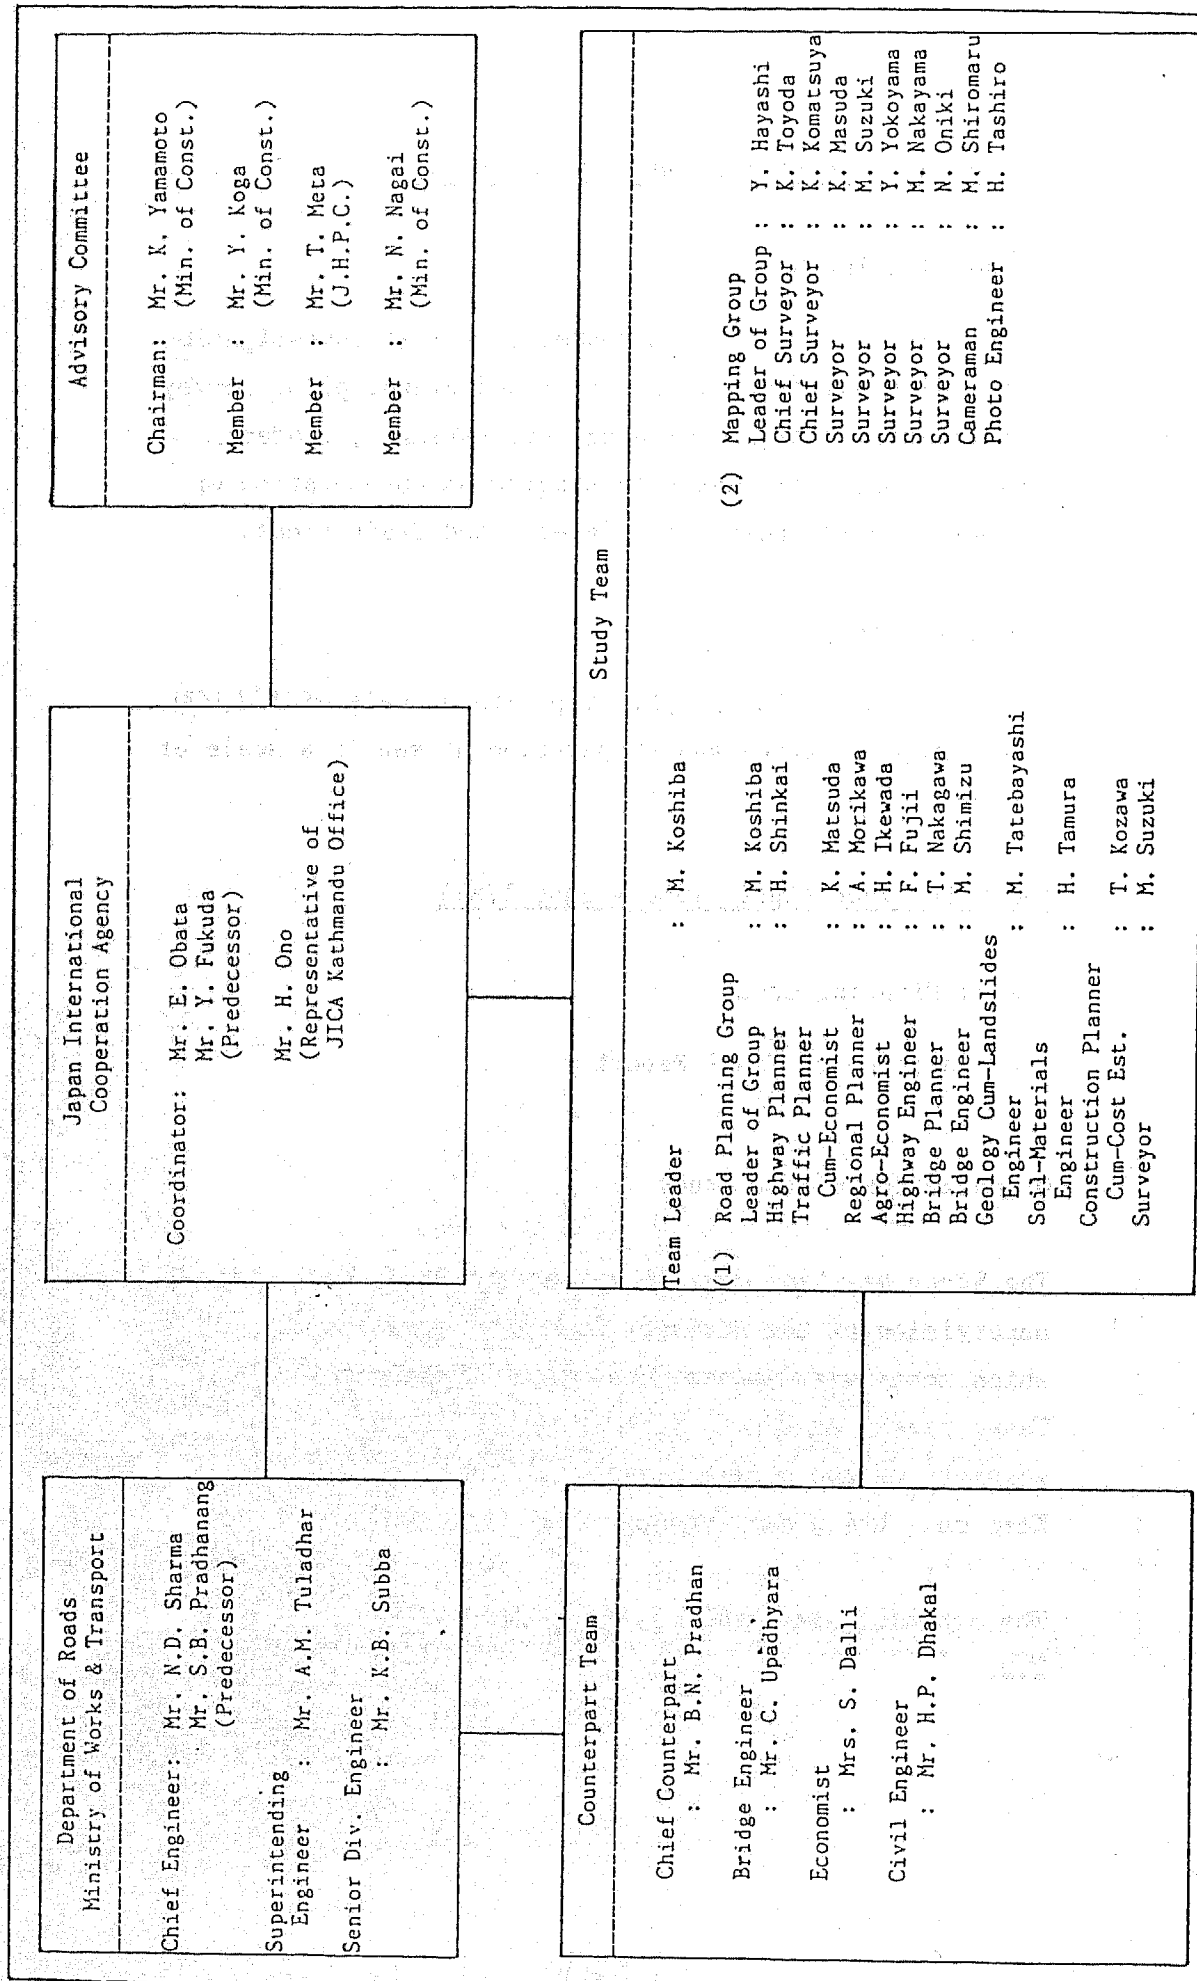 Department of Roads
Ministry of Works & Transport
Chief Engineer: Mr. N.D. Sharma
Mr. S.B. Pradhanang
(Predecessor)
Superintending
Engineer : Mr. A.M. Tuladhar
Senior Div. Engineer
: Mr. K.B. Subba
Japan International
Cooperation Agency
Coordinator: Mr. E. Obata
Mr. Y. Fukuda
(Predecessor)
Mr. H. Ono
(Representative of
JICA Kathmandu Office)
Advisory Committee
Chairman: Mr. K. Yamamoto
(Min. of Const.)
Member : Mr. Y. Koga
(Min. of Const.)
Member : Mr. T. Meta
(J.H.P.C.)
Member : Mr. N. Nagai
(Min. of Const.)
Counterpart Team
Chief Counterpart
: Mr. B.N. Pradhan
Bridge Engineer
: Mr. C. Upadhyara
Economist
: Mrs. S. Dalli
Civil Engineer
: Mr. H.P. Dhakal
Study Team
Team Leader : M. Koshiba
(1) Road Planning Group
Leader of Group : M. Koshiba
Highway Planner : H. Shinkai
Traffic Planner
Cum-Economist : K. Matsuda
Regional Planner : A. Morikawa
Agro-Economist : H. Ikewada
Highway Engineer : F. Fujii
Bridge Planner : T. Nakagawa
Bridge Engineer : M. Shimizu
Geology Cum-Landslides
Engineer : M. Tatebayashi
Soil-Materials
Engineer : H. Tamura
Construction Planner
Cum-Cost Est. : T. Kozawa
Surveyor : M. Suzuki
(2) Mapping Group
Leader of Group : Y. Hayashi
Chief Surveyor : K. Toyoda
Chief Surveyor : K. Komatsuya
Surveyor : K. Masuda
Surveyor : M. Suzuki
Surveyor : Y. Yokoyama
Surveyor : M. Nakayama
Surveyor : N. Oniki
Cameraman : M. Shiromaru
Photo Engineer : H. Tashiro